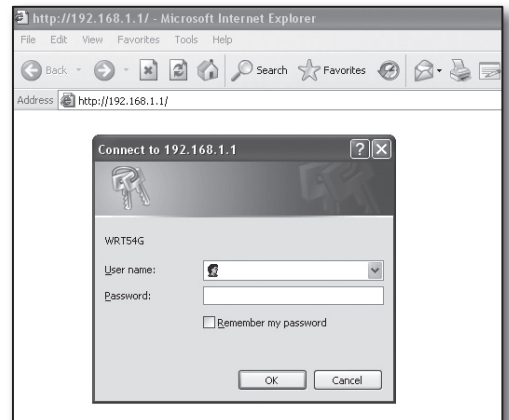 http://192.168.1.1/ - Microsoft Internet Explorer
File Edit View Favorites Tools Help
Back Search Favorites
Address http://192.168.1.1/
Connect to 192.168.1.1
WRT54G
User name:
Password:
Remember my password
OK Cancel